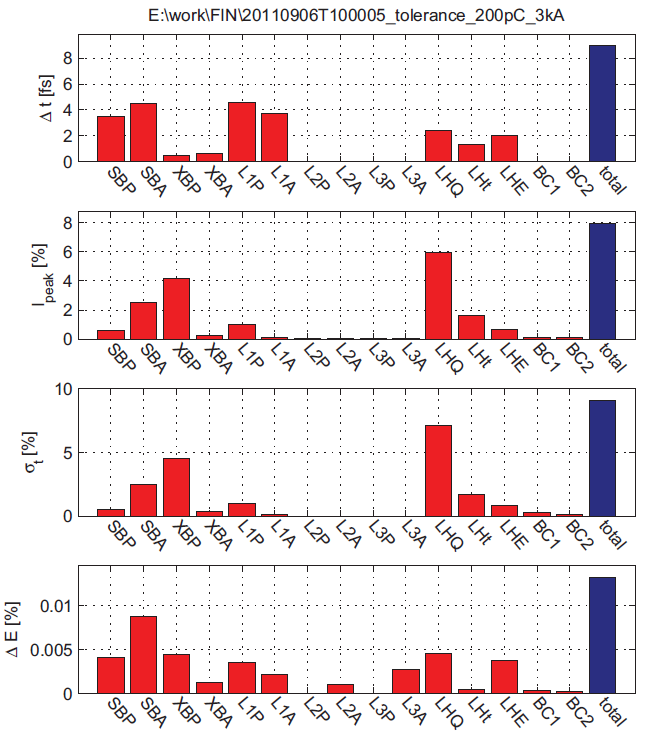 E:\work\FIN\20110906T100005_tolerance_200pC_3kA
Δ t [fs]
8
6
4
2
0
SBP SBA XBP XBA L1P L1A L2P L2A L3P L3A LHQ LHt LHE BC1 BC2 total
I_peak [%]
8
6
4
2
0
SBP SBA XBP XBA L1P L1A L2P L2A L3P L3A LHQ LHt LHE BC1 BC2 total
σ_t [%]
10
5
0
SBP SBA XBP XBA L1P L1A L2P L2A L3P L3A LHQ LHt LHE BC1 BC2 total
Δ E [%]
0.01
0.005
0
SBP SBA XBP XBA L1P L1A L2P L2A L3P L3A LHQ LHt LHE BC1 BC2 total